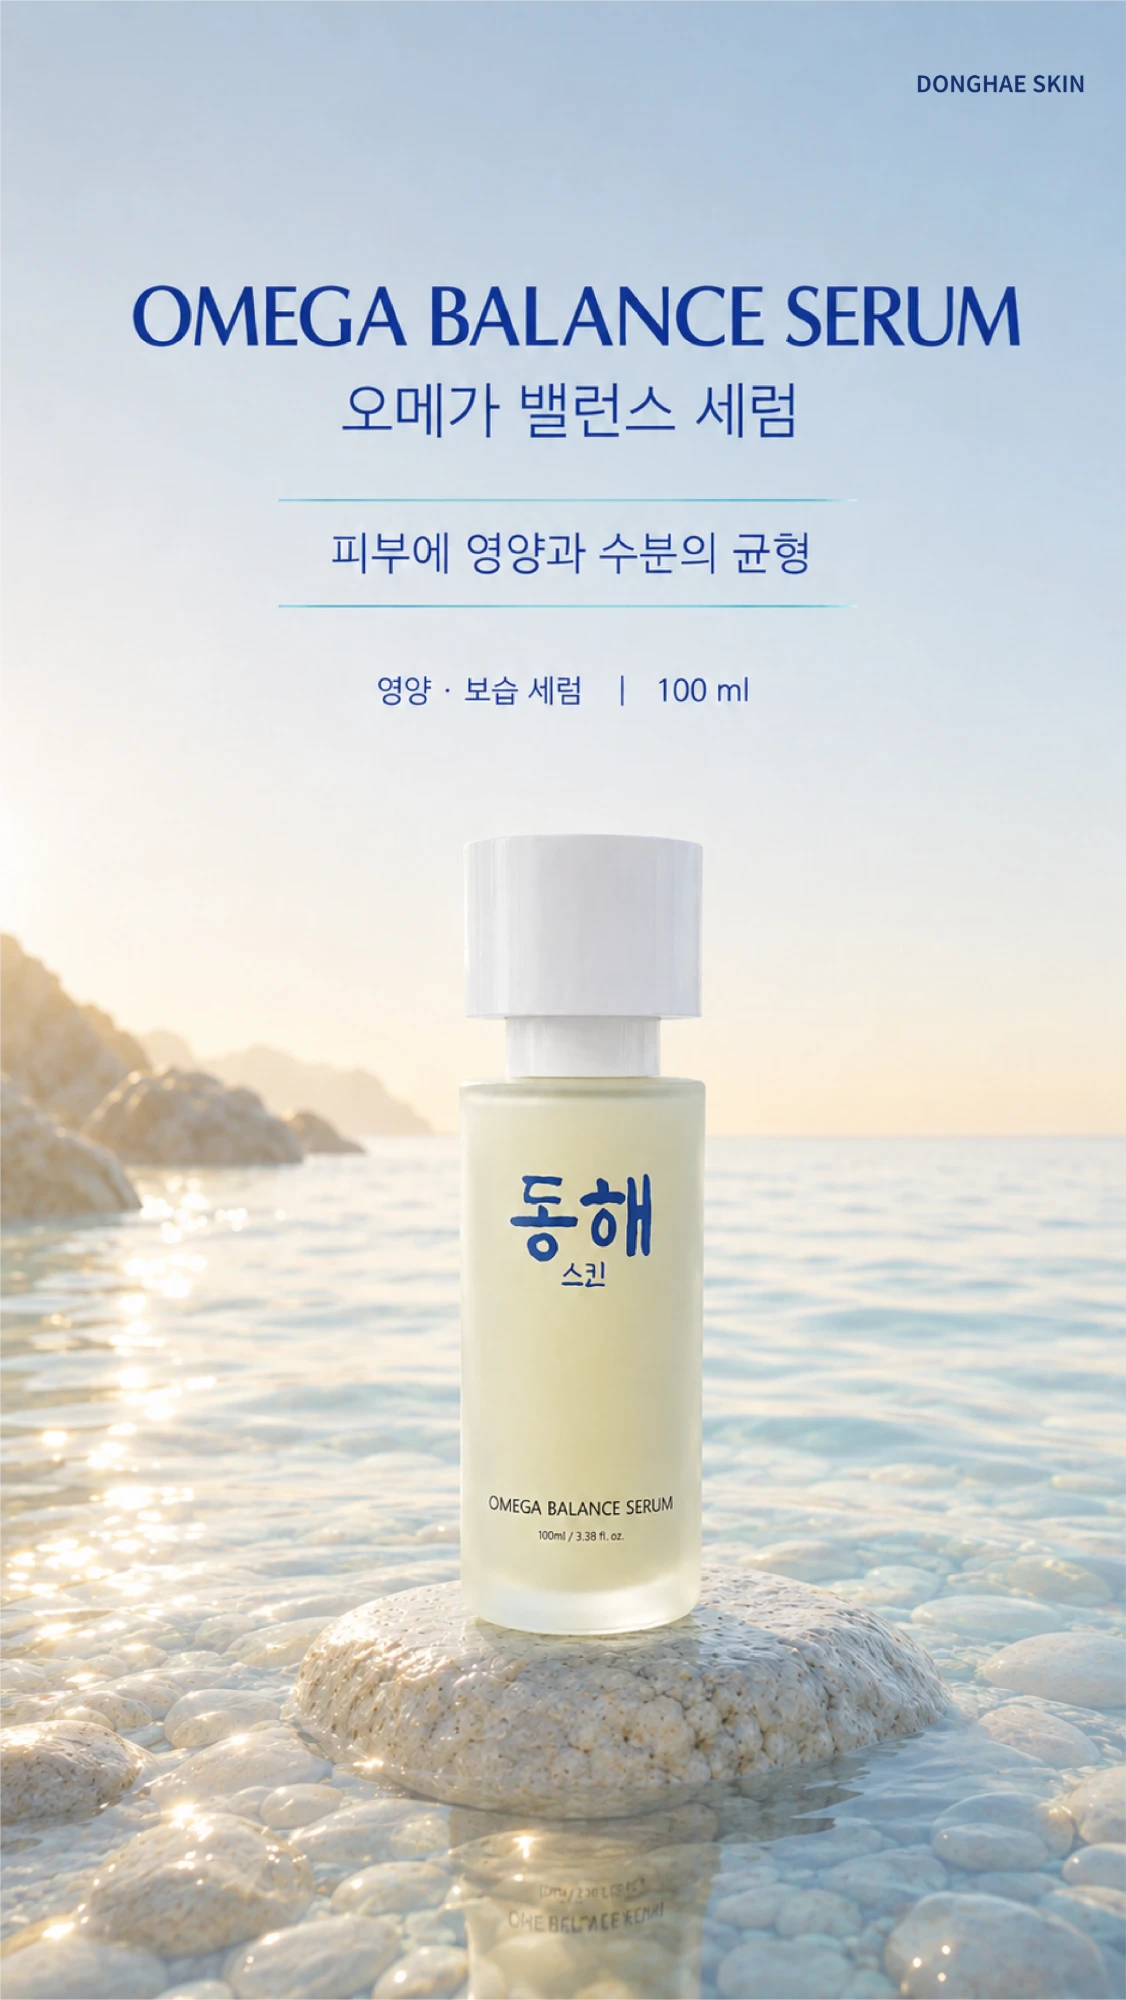 DONGHAE SKIN
OMEGA BALANCE SERUM
오메가 밸런스 세럼
피부에 영양과 수분의 균형
영양 · 보습 세럼 | 100 ml
동해
스킨
OMEGA BALANCE SERUM
100ml / 3.38 fl. oz.